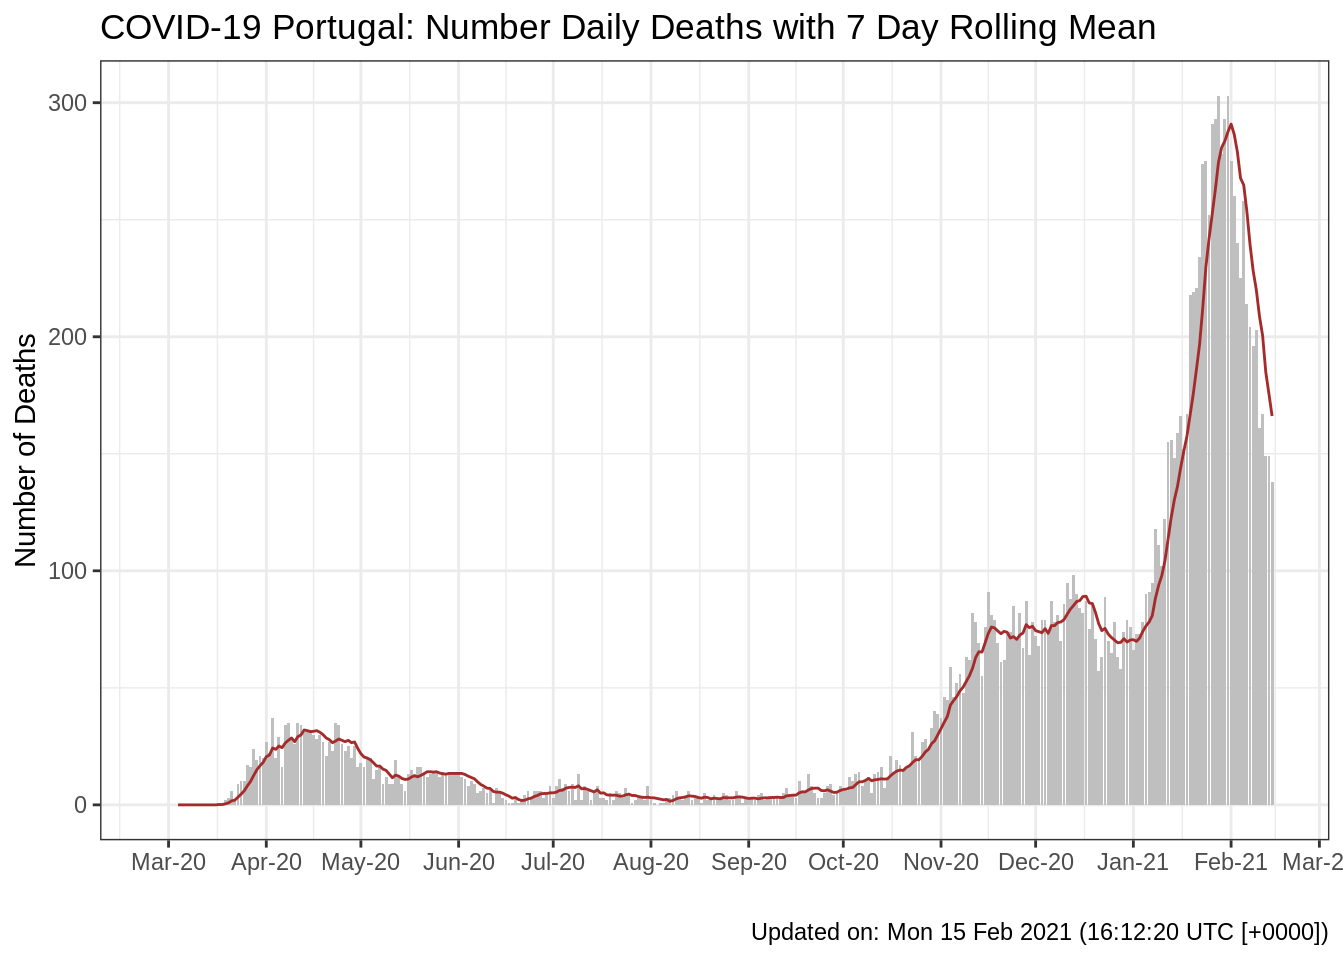 COVID-19 Portugal: Number Daily Deaths with 7 Day Rolling Mean
Number of Deaths
300
200
100
0
Mar-20 Apr-20 May-20 Jun-20 Jul-20 Aug-20 Sep-20 Oct-20 Nov-20 Dec-20 Jan-21 Feb-21 Mar-2
Updated on: Mon 15 Feb 2021 (16:12:20 UTC [+0000])